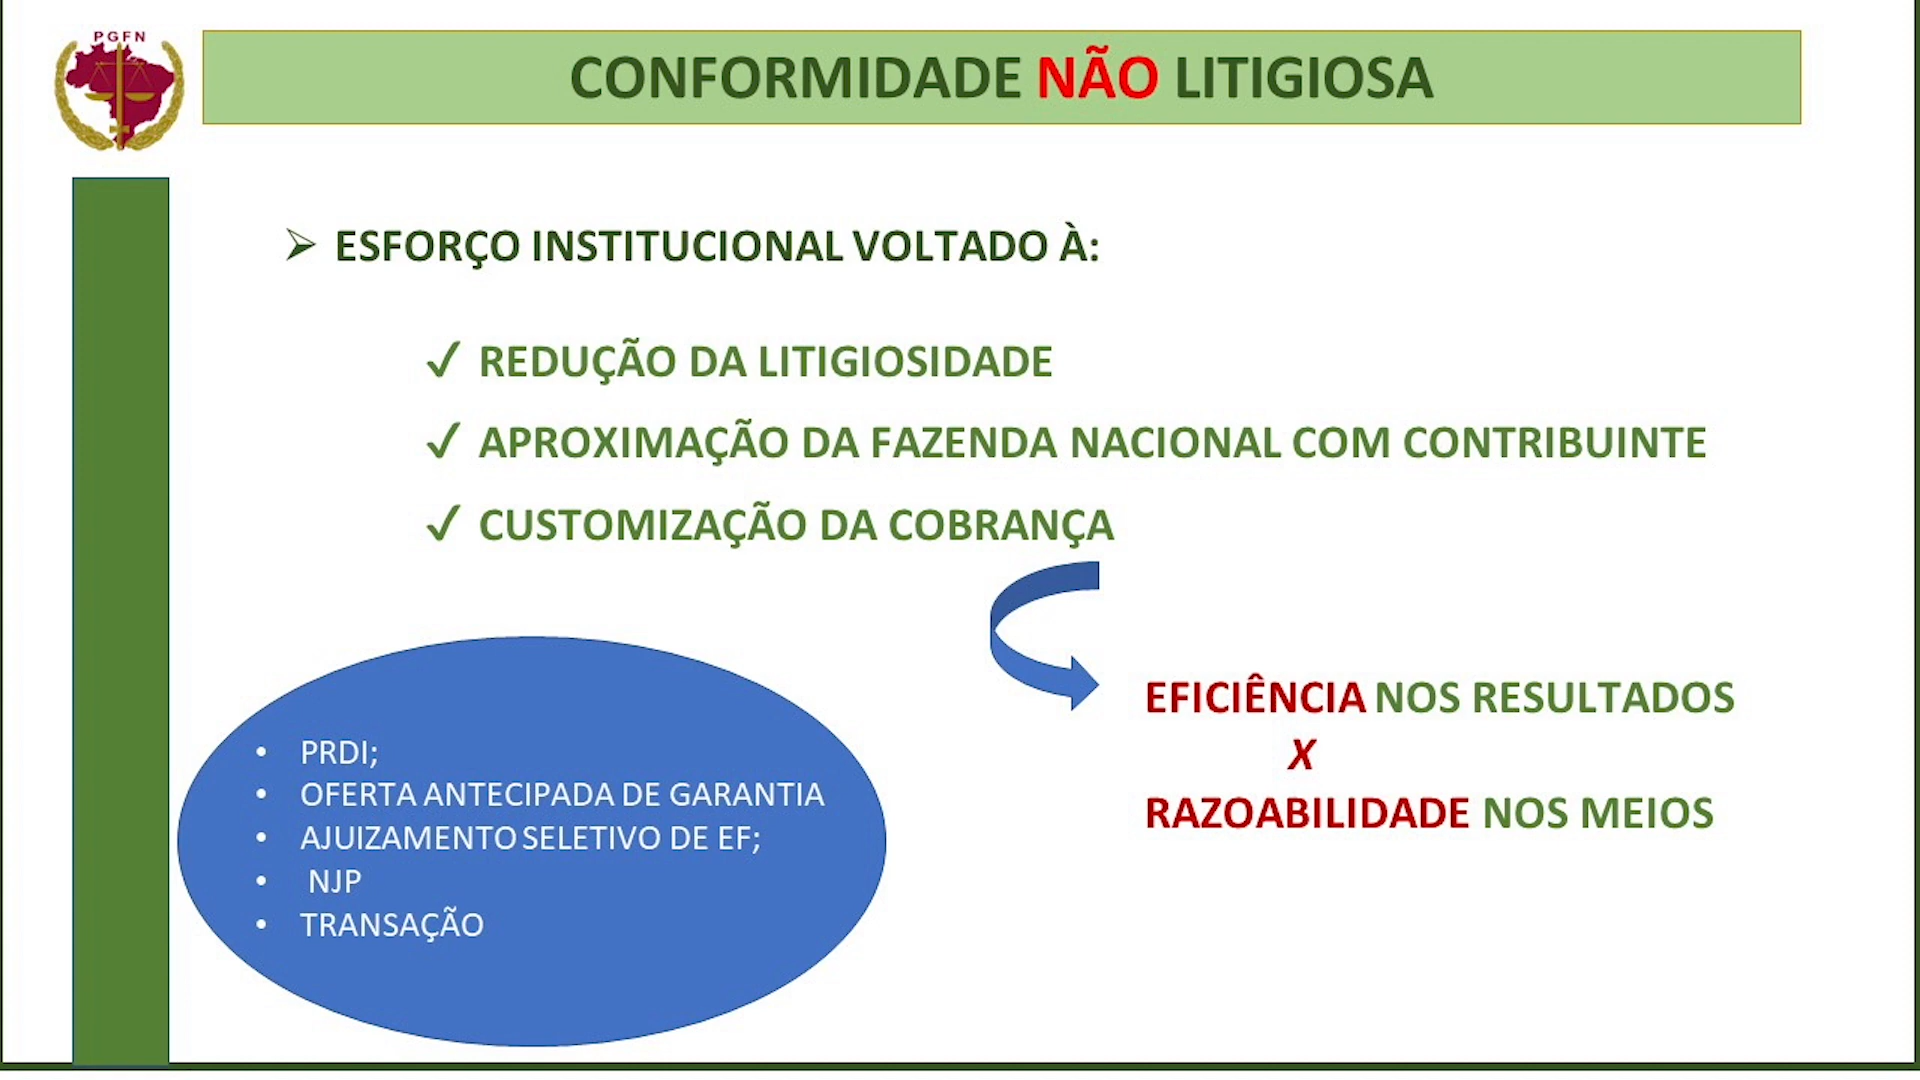 PGFN
CONFORMIDADE NÃO LITIGIOSA
➢ ESFORÇO INSTITUCIONAL VOLTADO À:
✓ REDUÇÃO DA LITIGIOSIDADE
✓ APROXIMAÇÃO DA FAZENDA NACIONAL COM CONTRIBUINTE
✓ CUSTOMIZAÇÃO DA COBRANÇA
EFICIÊNCIA NOS RESULTADOS
X
RAZOABILIDADE NOS MEIOS
• PRDI;
• OFERTA ANTECIPADA DE GARANTIA
• AJUIZAMENTO SELETIVO DE EF;
• NJP
• TRANSAÇÃO